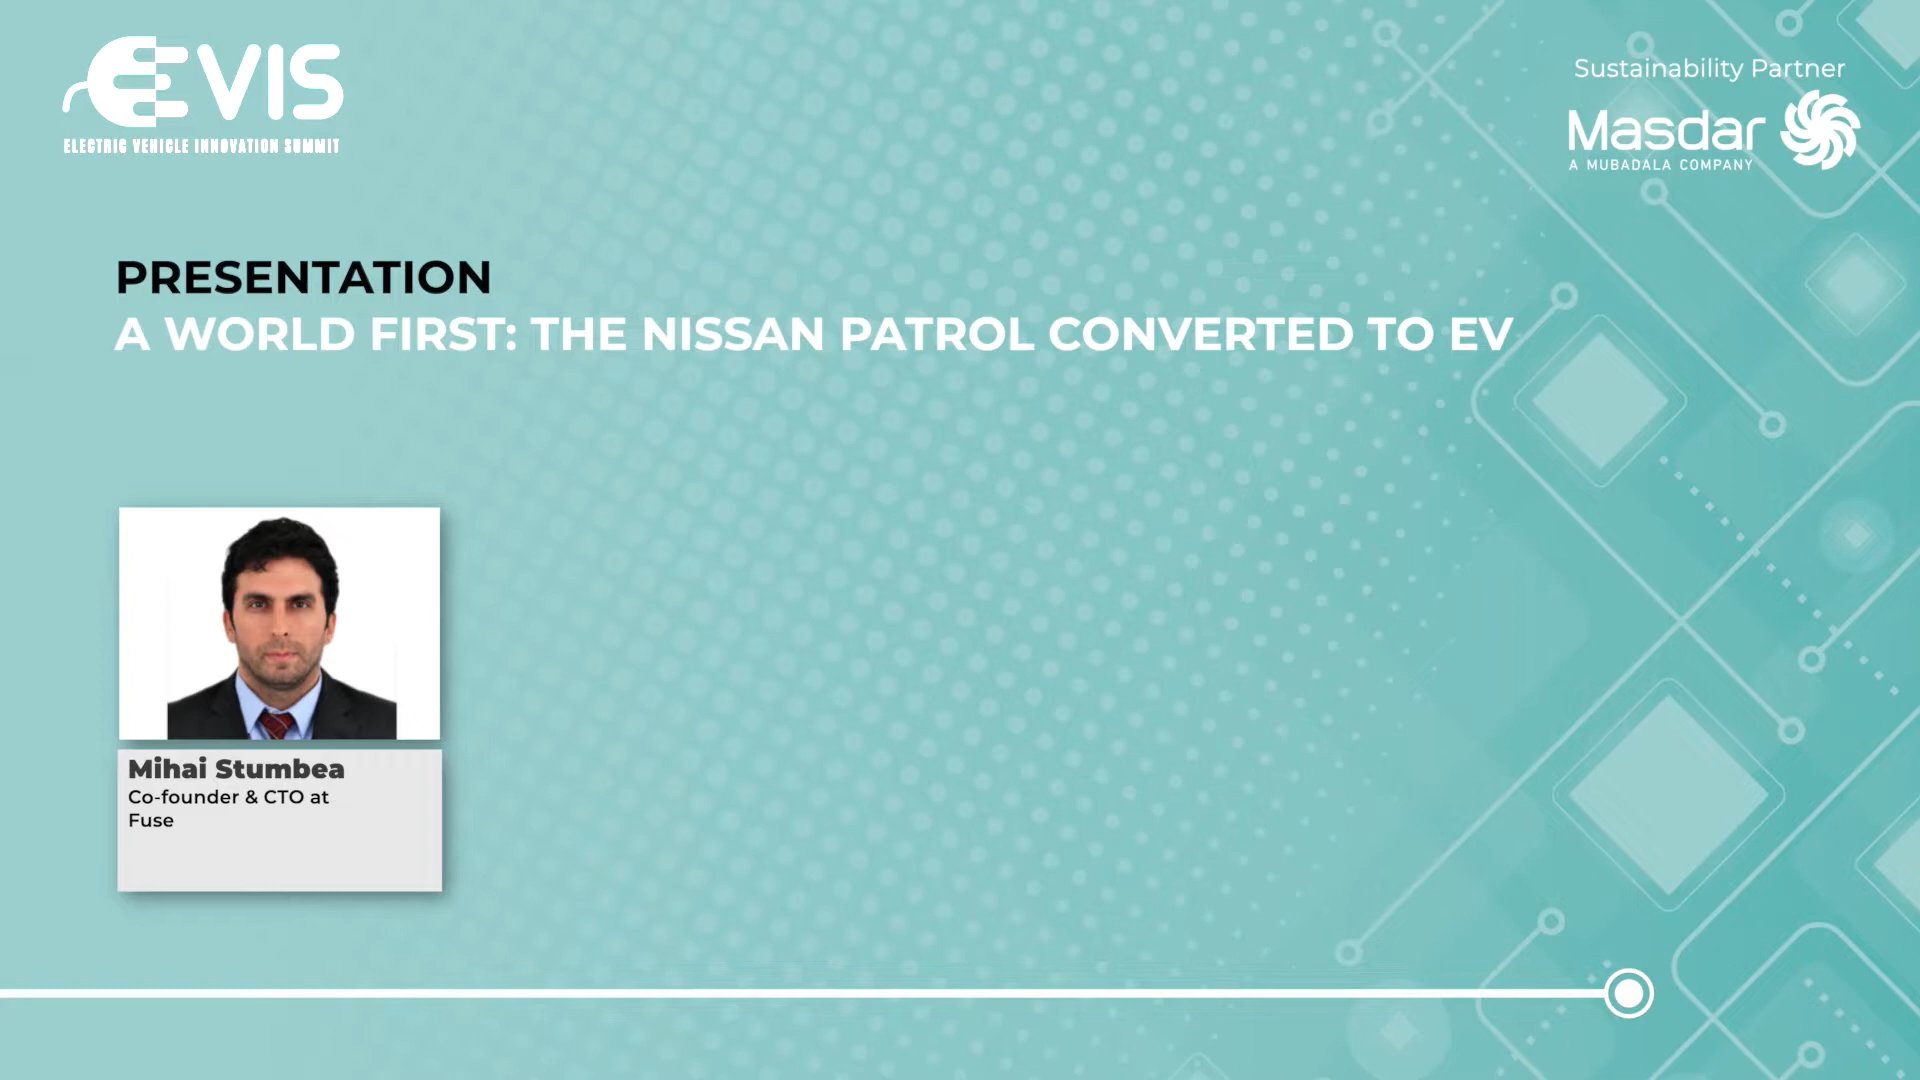 EVIS
ELECTRIC VEHICLE INNOVATION SUMMIT
Sustainability Partner
Masdar
A MUBADALA COMPANY
PRESENTATION
A WORLD FIRST: THE NISSAN PATROL CONVERTED TO EV
Mihai Stumbea
Co-founder & CTO at
Fuse